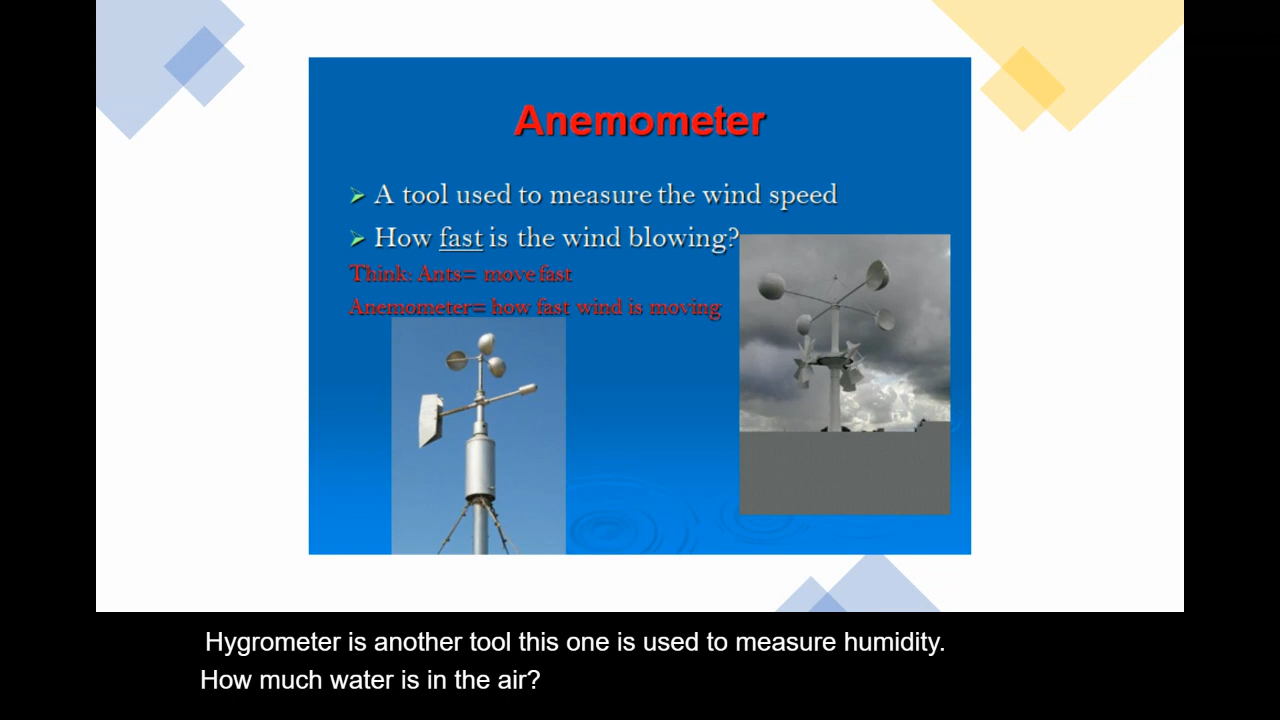 Anemometer
A tool used to measure the wind speed
How fast is the wind blowing?
Think: Ants= move fast
Anemometer= how fast wind is moving
Hygrometer is another tool this one is used to measure humidity.
How much water is in the air?